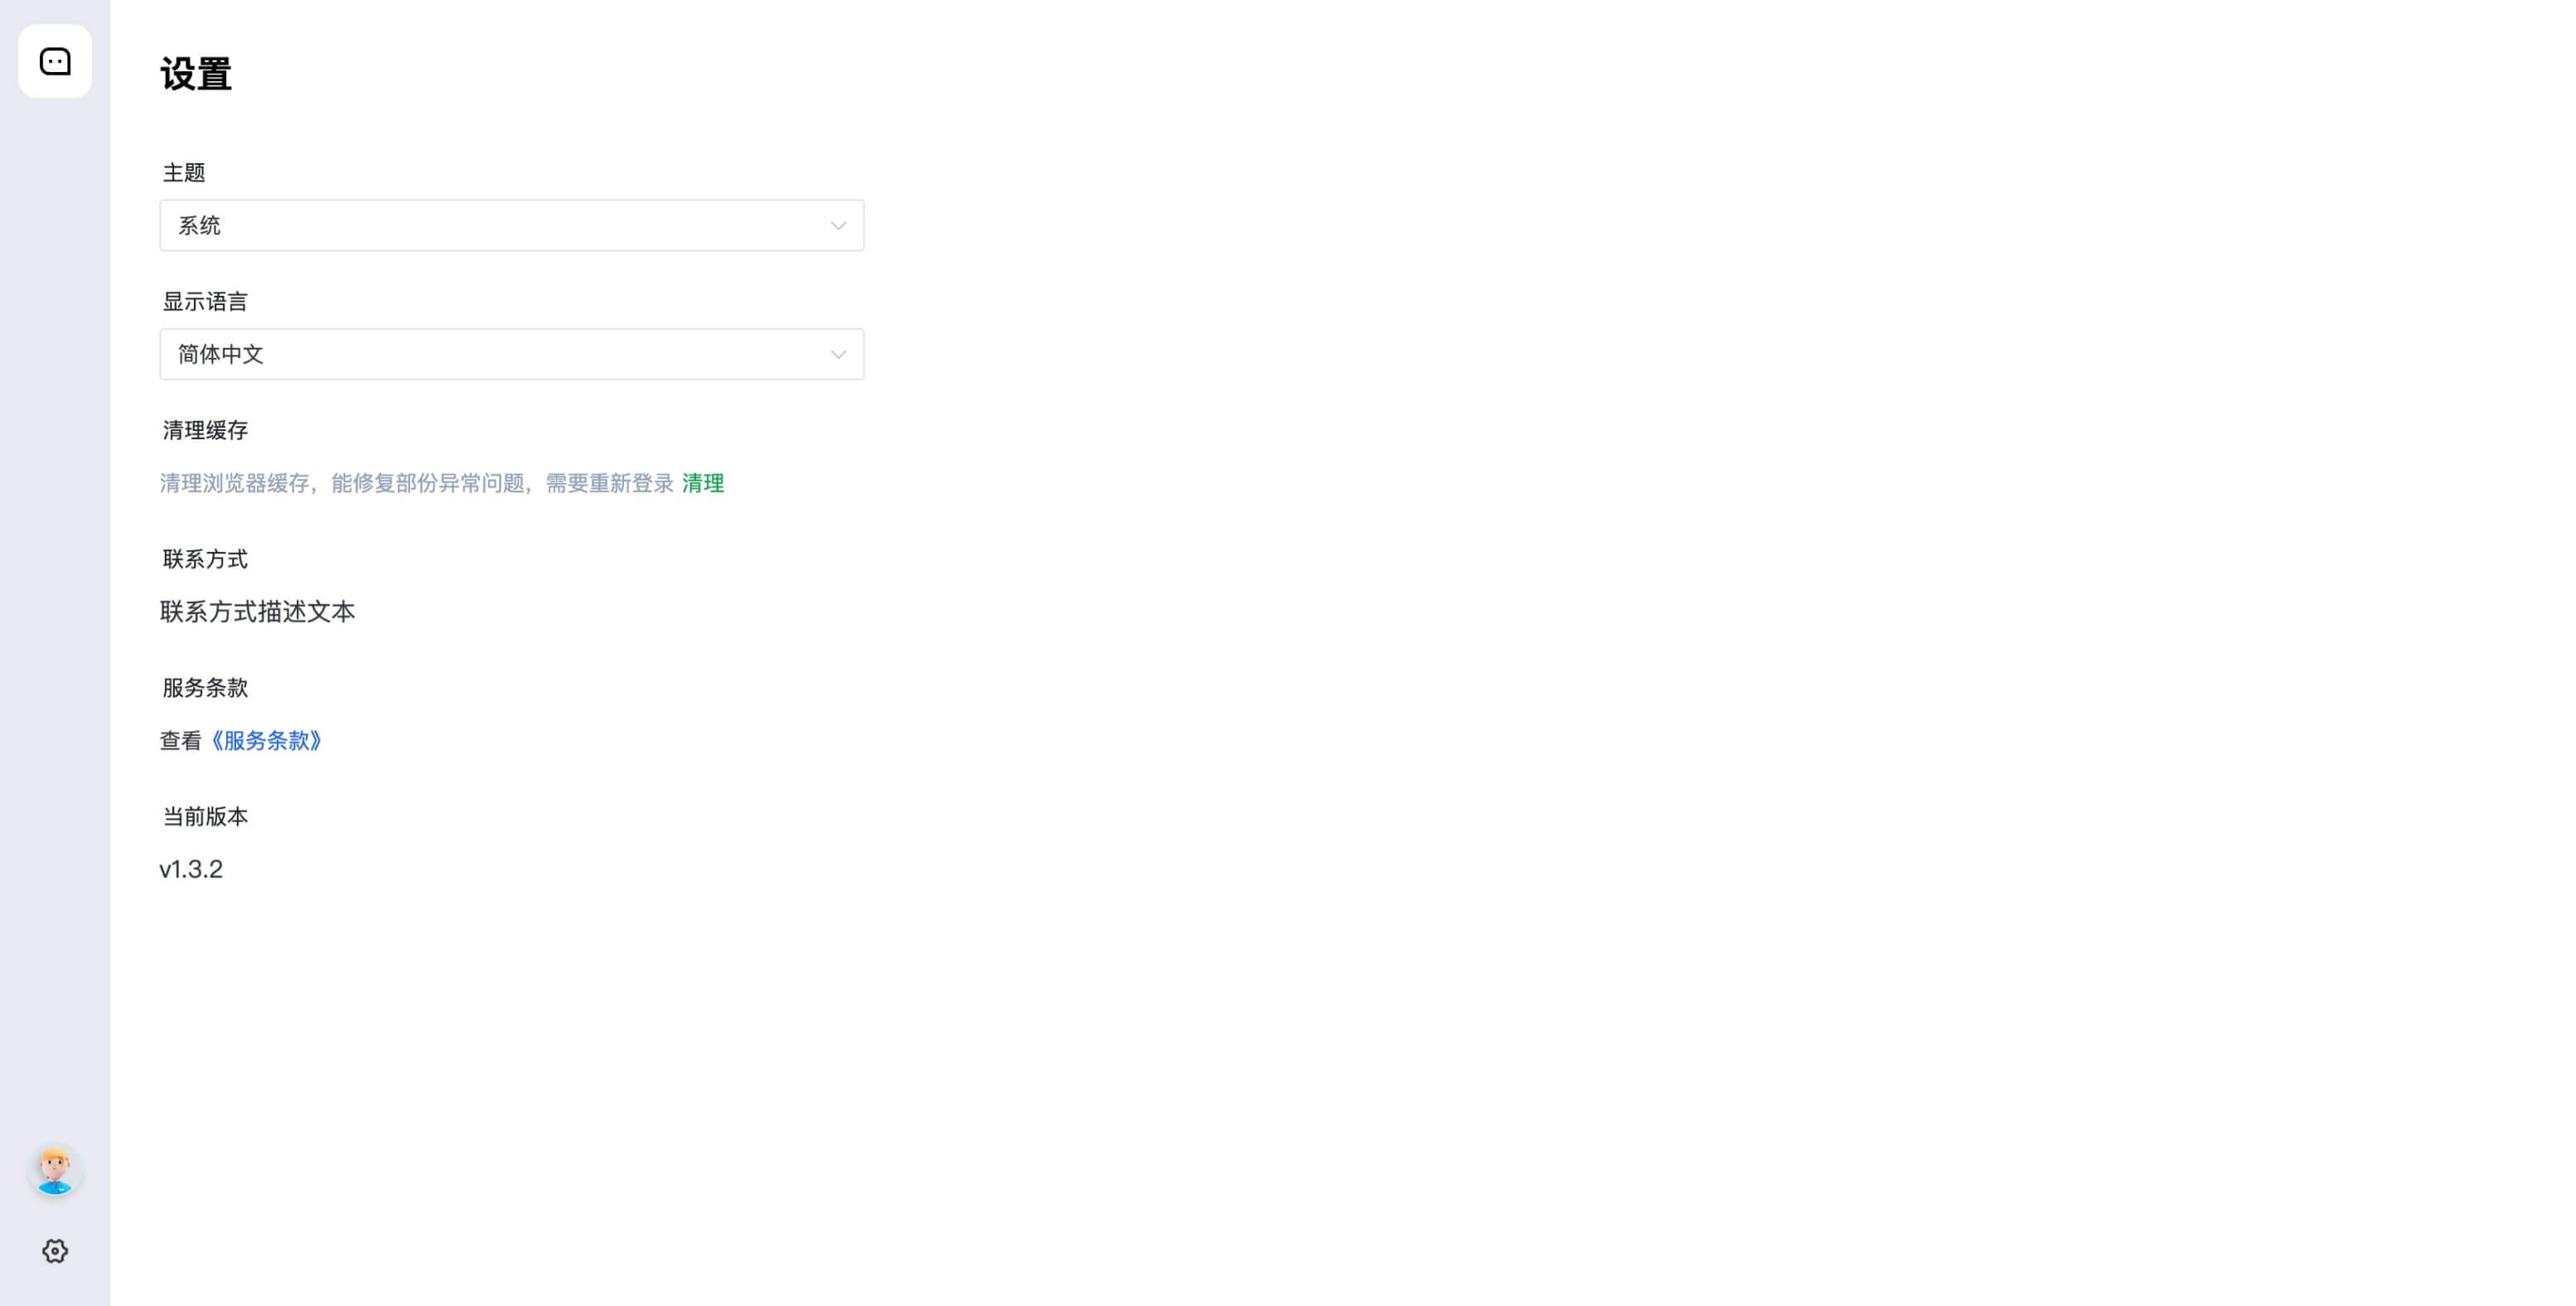 设置
主题
系统
显示语言
简体中文
清理缓存
清理浏览器缓存，能修复部份异常问题，需要重新登录 清理
联系方式
联系方式描述文本
服务条款
查看《服务条款》
当前版本
v1.3.2